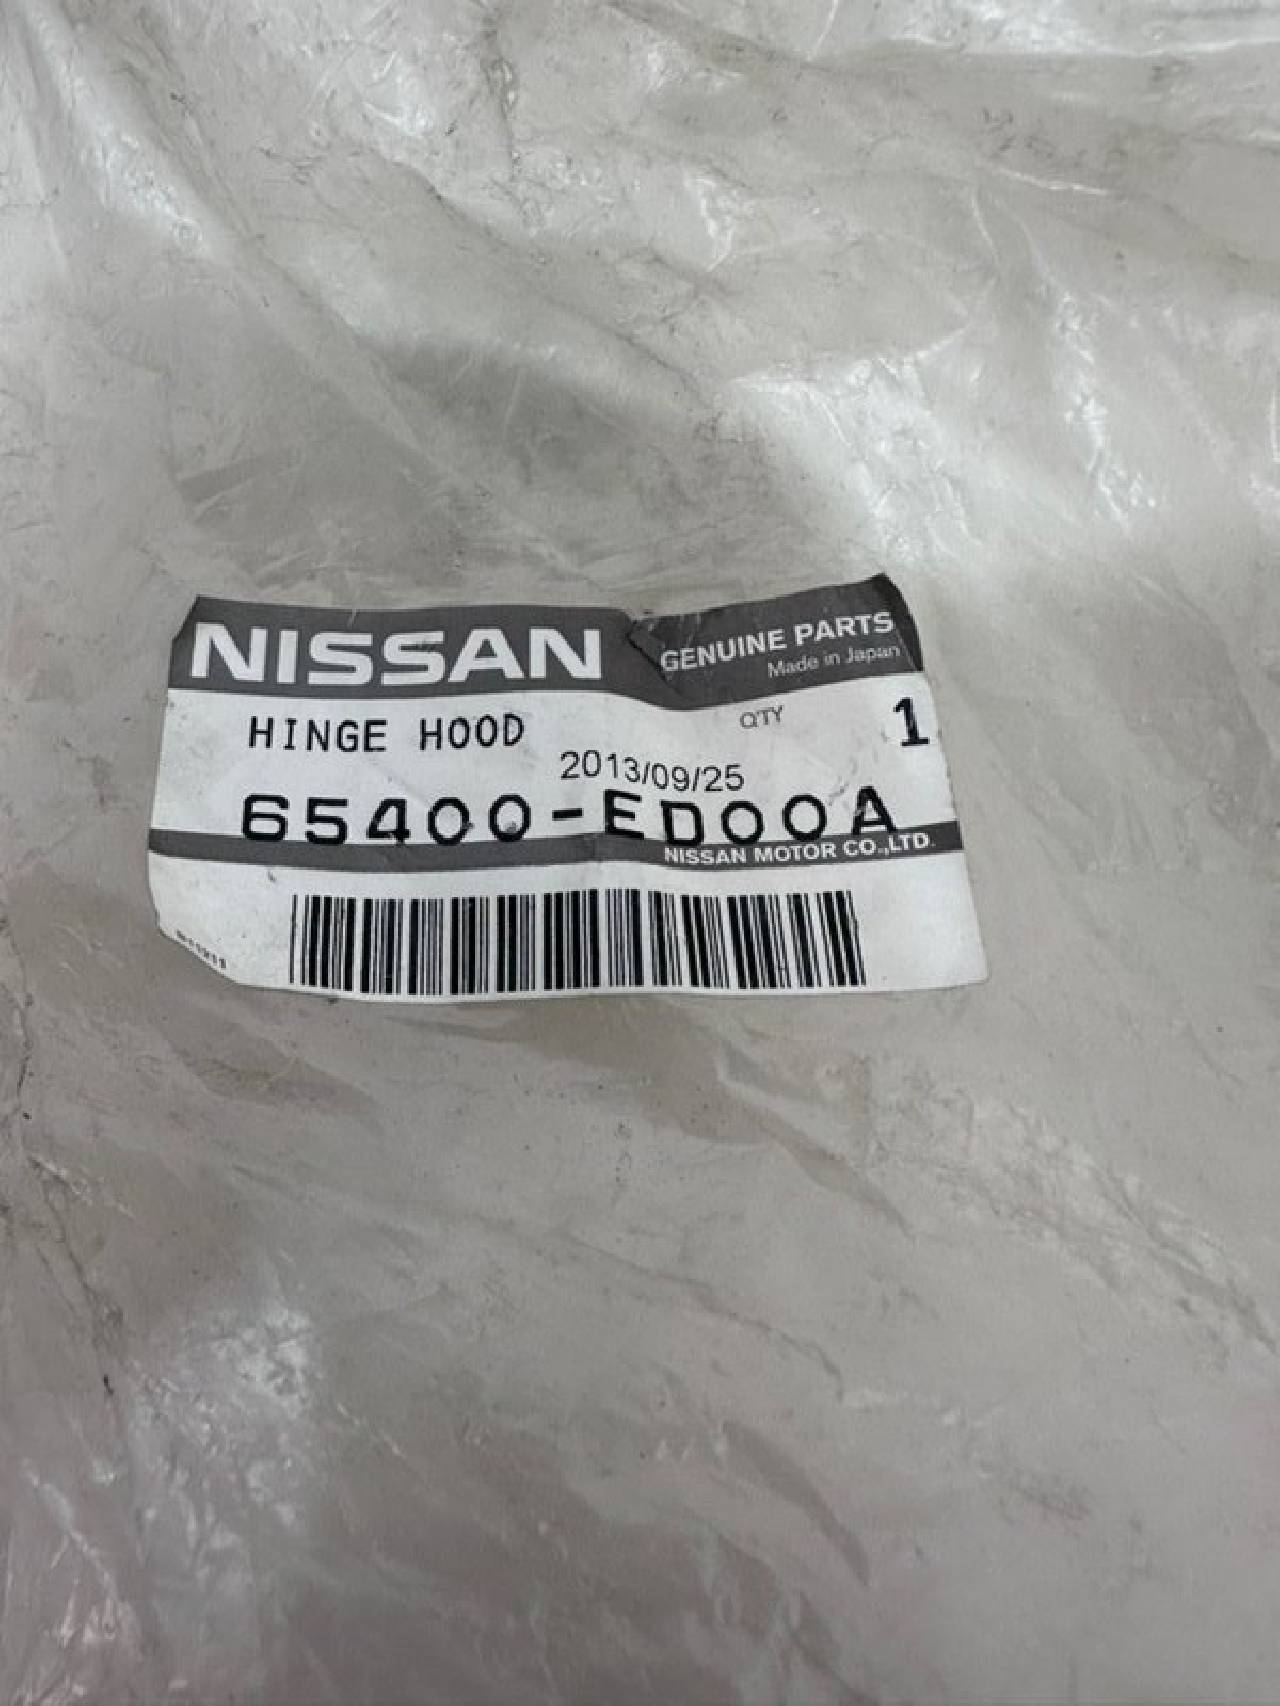 NISSAN GENUINE PARTS
Made in Japan
HINGE HOOD QTY 1
2013/09/25
65400-ED00A
NISSAN MOTOR CO.,LTD.